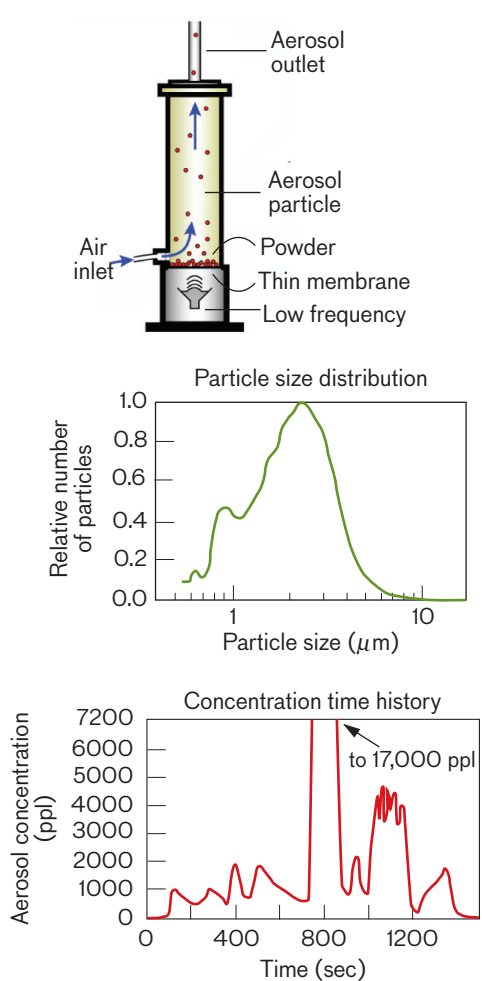 Aerosol
outlet
Aerosol
particle
Air
inlet
Powder
Thin membrane
Low frequency
Particle size distribution
Relative number
of particles
1.0
0.8
0.6
0.4
0.2
0.0
1
10
Particle size (μm)
Concentration time history
Aerosol concentration
(ppl)
7200
6000
5000
4000
3000
2000
1000
0
to 17,000 ppl
0
400
800
1200
Time (sec)